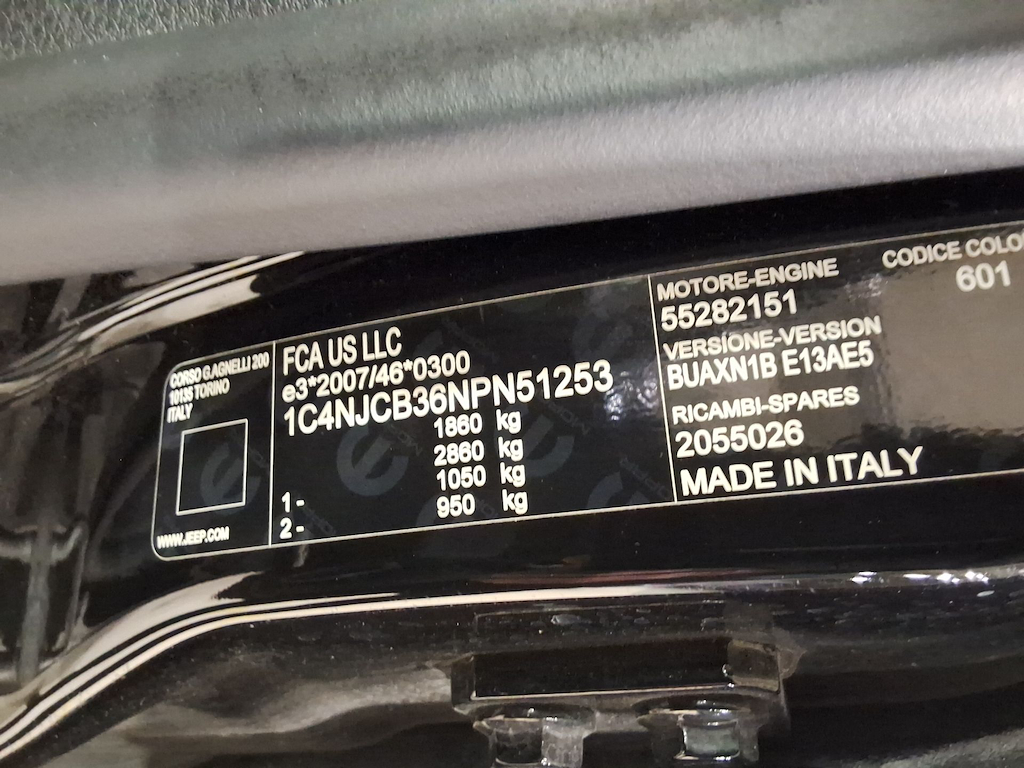 CORSO G.AGNELLI 200
10135 TORINO
ITALY
WWW.JEEP.COM
FCA US LLC
e3*2007/46*0300
1C4NJCB36NPN51253
1860 kg
2860 kg
1- 1050 kg
2- 950 kg
MOTORE-ENGINE
55282151
VERSIONE-VERSION
BUAXN1B E13AE5
RICAMBI-SPARES
2055026
MADE IN ITALY
CODICE COLO
601